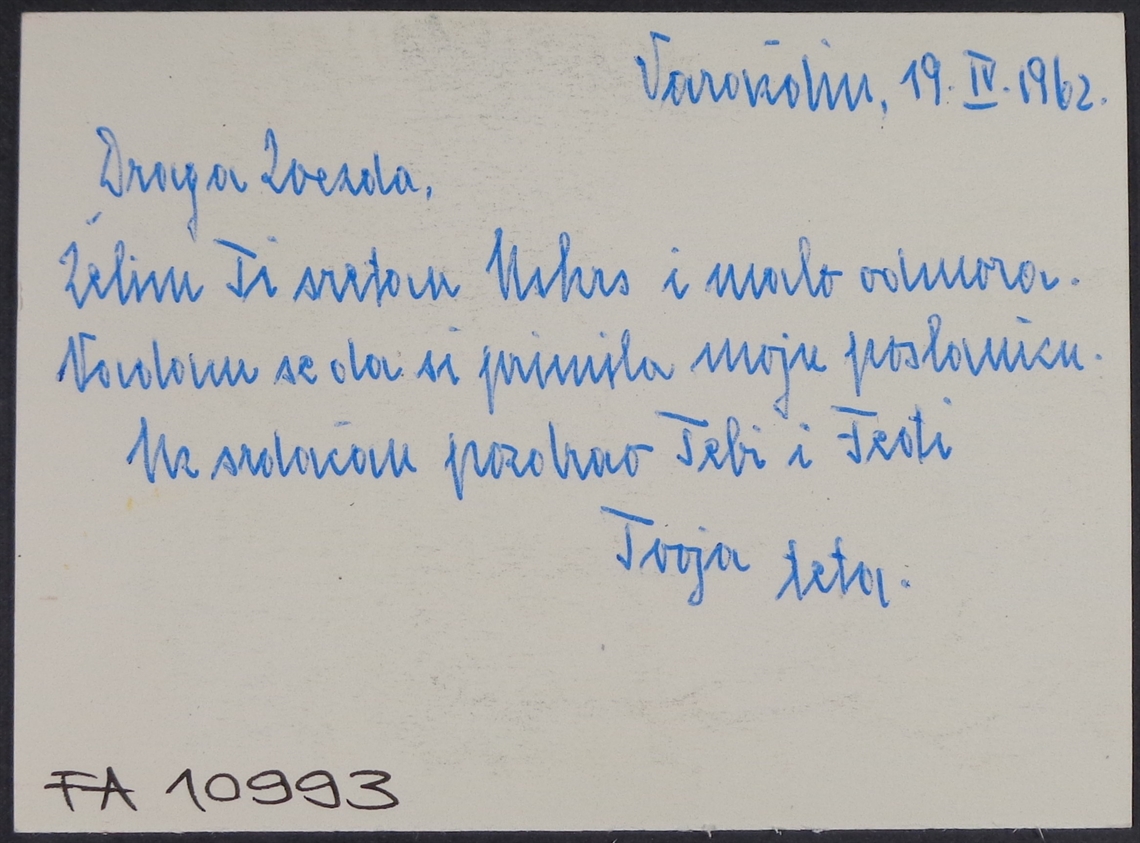 Varaždin, 19. IV. 1962.
Draga Zvezda,
Želim Ti sretan Uskrs i malo odmora.
Nadam se da si primila moju poslanicu.
Uz srdačan pozdrav Tebi i Teoti
Tvoja teta.
FA 10993